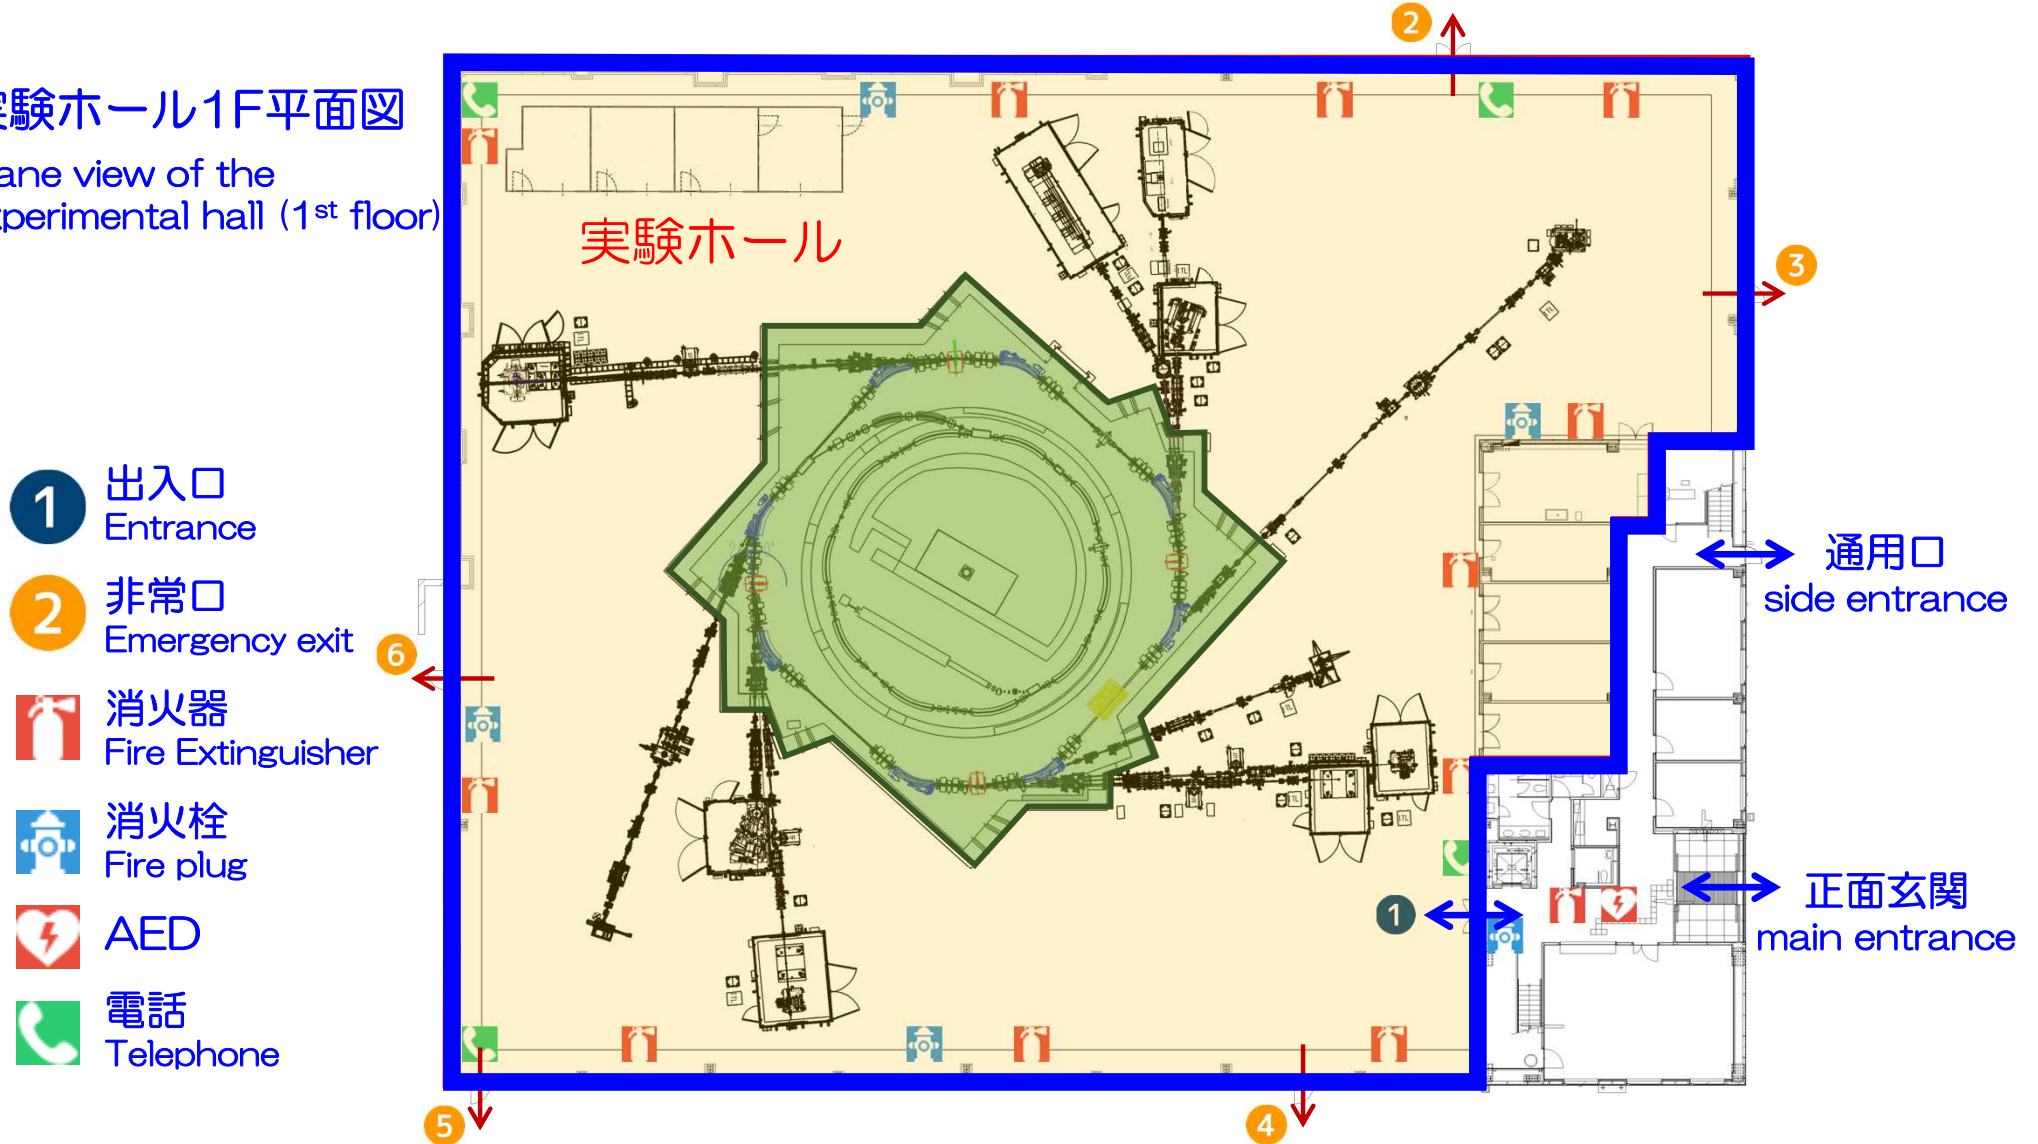 実験ホール1F平面図
ane view of the
xperimental hall (1st floor)
実験ホール
2
3
1
出入口
Entrance
2
非常口
Emergency exit
消火器
Fire Extinguisher
消火栓
Fire plug
AED
電話
Telephone
6
通用口
side entrance
1
正面玄関
main entrance
5
4